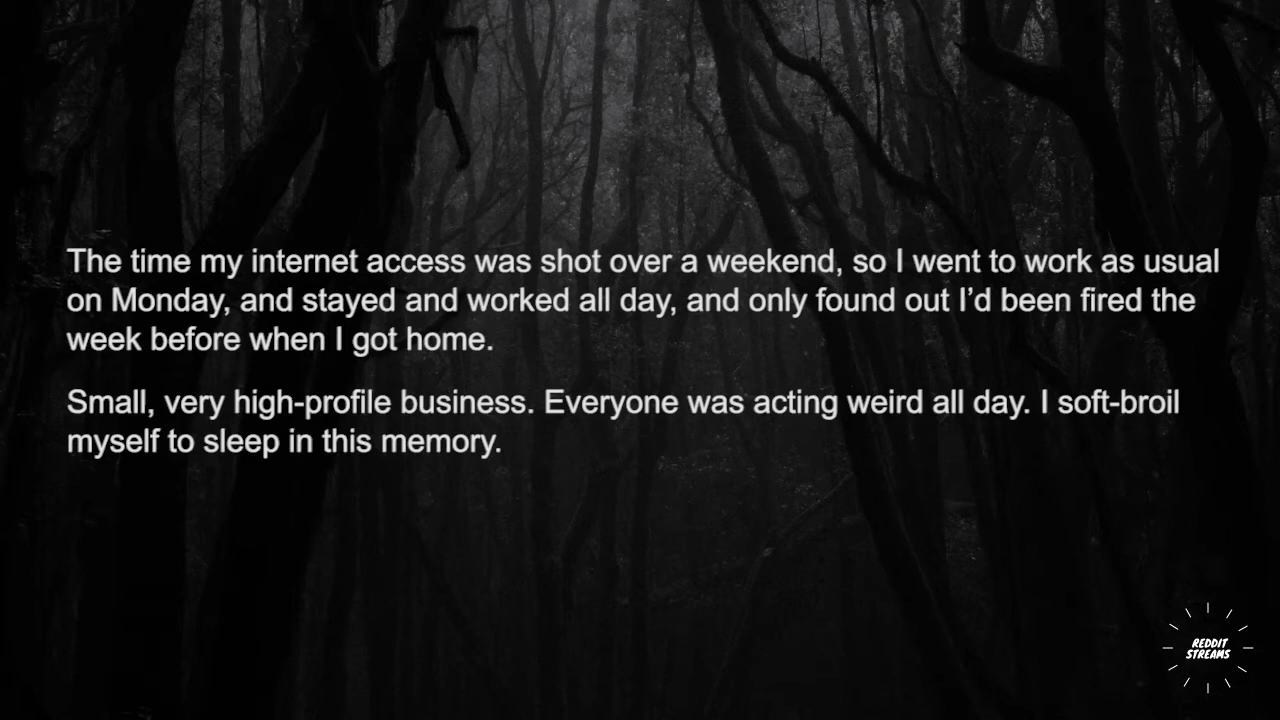 The time my internet access was shot over a weekend, so I went to work as usual
on Monday, and stayed and worked all day, and only found out I’d been fired the
week before when I got home.
Small, very high-profile business. Everyone was acting weird all day. I soft-broil
myself to sleep in this memory.
REDDIT
STREAMS